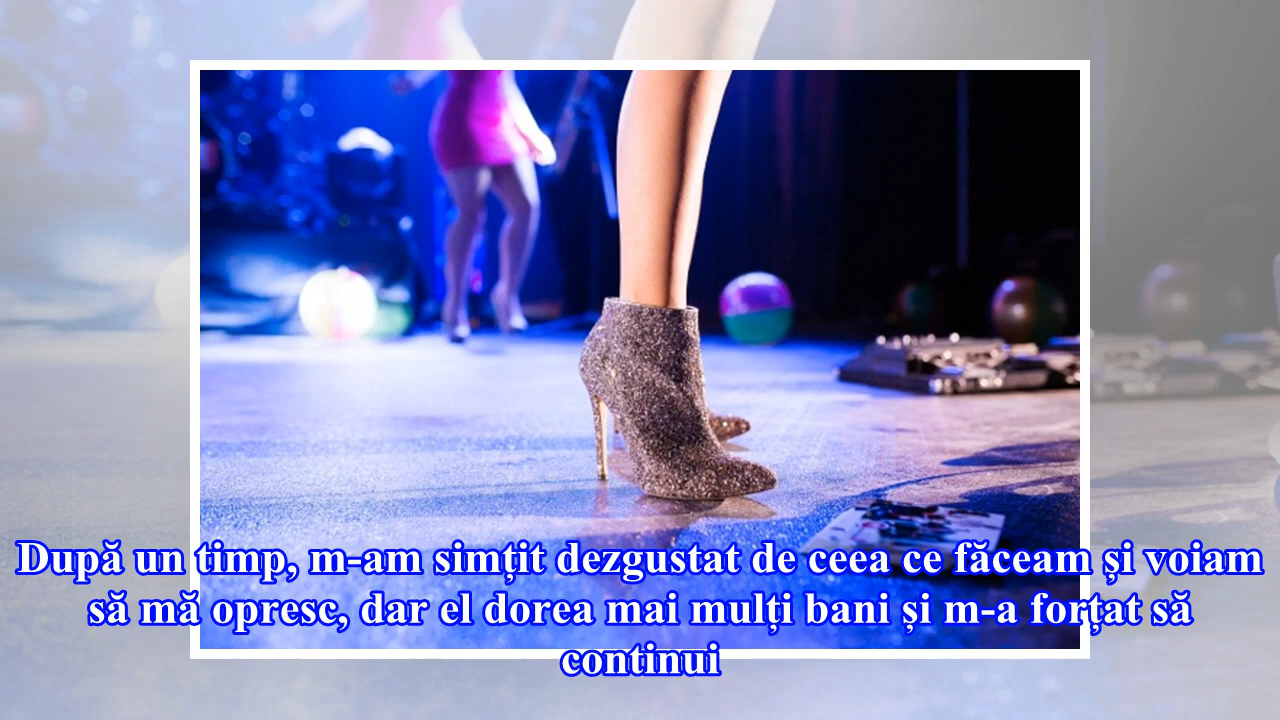 După un timp, m-am simțit dezgustat de ceea ce făceam și voiam
să mă opresc, dar el dorea mai mulți bani și m-a forțat să
continui